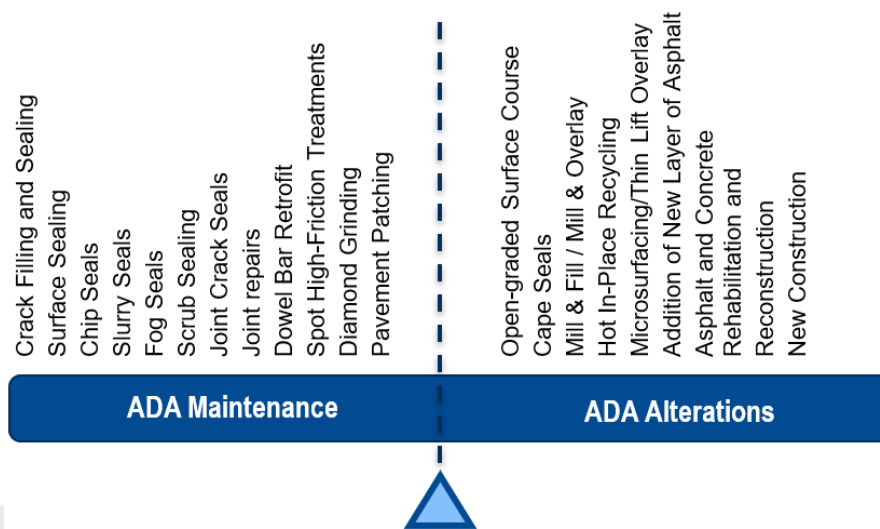 Crack Filling and Sealing
Surface Sealing
Chip Seals
Slurry Seals
Fog Seals
Scrub Sealing
Joint Crack Seals
Joint repairs
Dowel Bar Retrofit
Spot High-Friction Treatments
Diamond Grinding
Pavement Patching
Open-graded Surface Course
Cape Seals
Mill & Fill / Mill & Overlay
Hot In-Place Recycling
Microsurfacing/Thin Lift Overlay
Addition of New Layer of Asphalt
Asphalt and Concrete
Rehabilitation and
Reconstruction
New Construction
ADA Maintenance
ADA Alterations